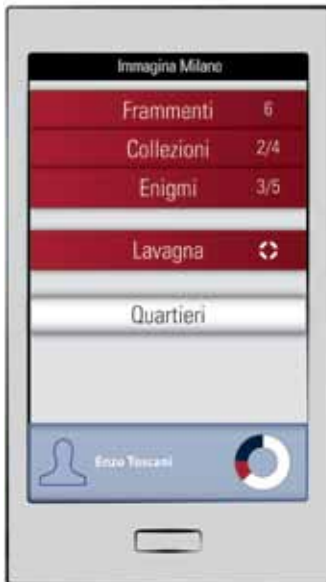 Immagina Milano
Frammenti 6
Collezioni 2/4
Enigmi 3/5
Lavagna
Quartieri
Enzo Toscani